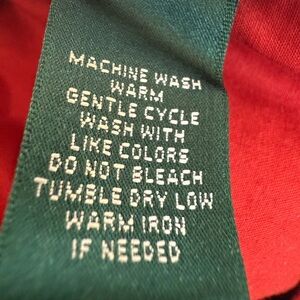 MACHINE WASH
WARM
GENTLE CYCLE
WASH WITH
LIKE COLORS
DO NOT BLEACH
TUMBLE DRY LOW
WARM IRON
IF NEEDED